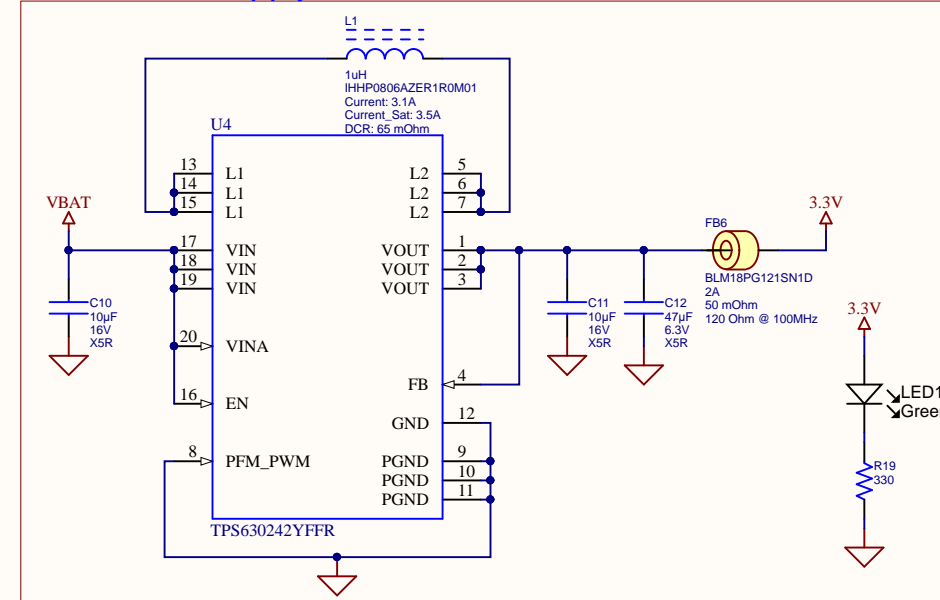 L1
1uH
IHHP0806AZER1R0M01
Current: 3.1A
Current_Sat: 3.5A
DCR: 65 mOhm
U4
13 L1 L2 5
14 L1 L2 6
15 L1 L2 7
VBAT
3.3V
17 VIN VOUT 1
18 VIN VOUT 2
19 VIN VOUT 3
FB6
BLM18PG121SN1D
2A
50 mOhm
120 Ohm @ 100MHz
C10
10µF
16V
X5R
C11
10µF
16V
X5R
C12
47µF
6.3V
X5R
3.3V
20 VINA
FB 4
16 EN
GND 12
LED1
8 PFM_PWM
PGND 9
PGND 10
PGND 11
R19
330
TPS630242YFFR